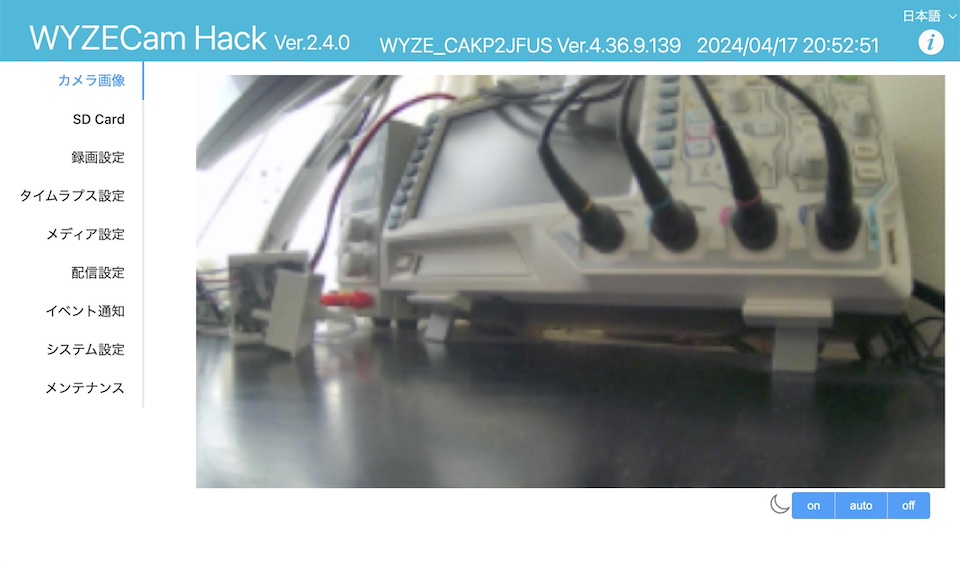 日本語
WYZECam Hack Ver.2.4.0 WYZE_CAKP2JFUS Ver.4.36.9.139 2024/04/17 20:52:51
カメラ画像
SD Card
録画設定
タイムラプス設定
メディア設定
配信設定
イベント通知
システム設定
メンテナンス
on auto off